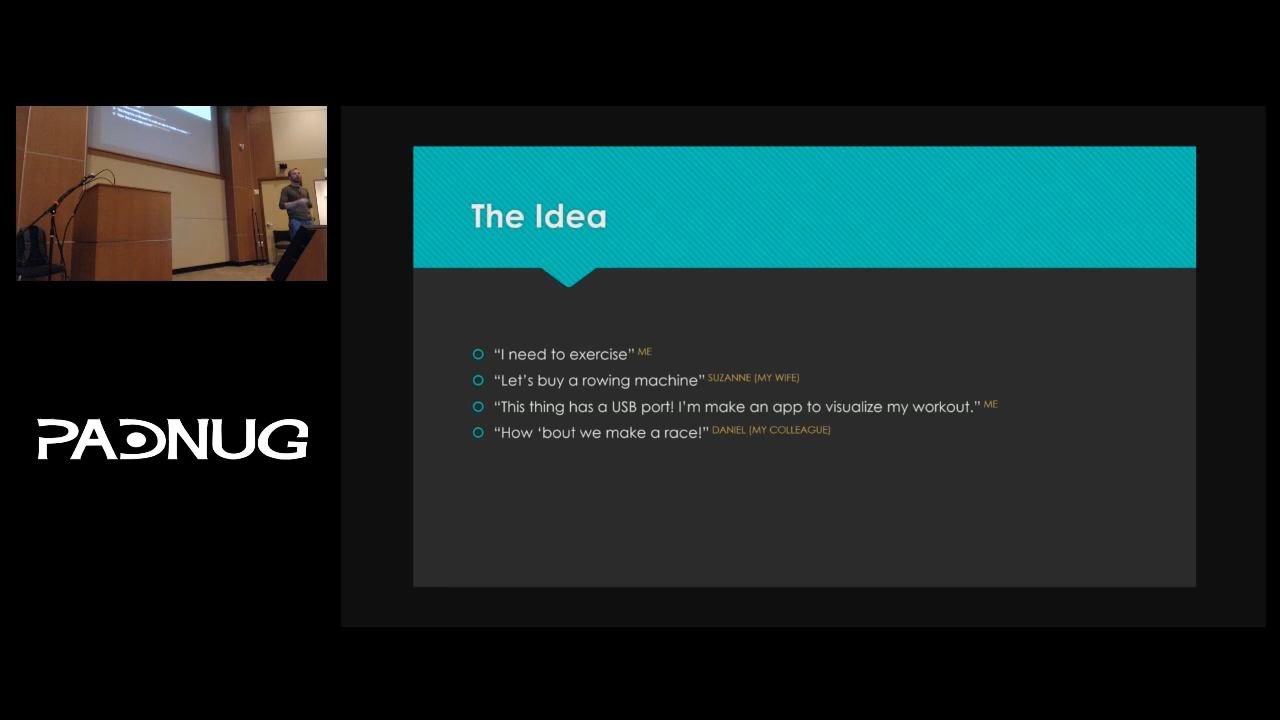 The Idea
“I need to exercise” ME
“Let’s buy a rowing machine” SUZANNE (MY WIFE)
“This thing has a USB port! I’m make an app to visualize my workout.” ME
“How ‘bout we make a race!” DANIEL (MY COLLEAGUE)
PADNUG